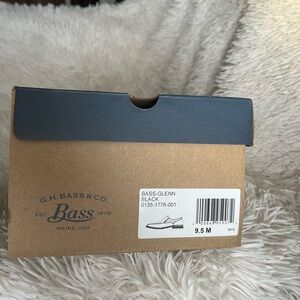 BASS-GLENN
BLACK
0135-1776-001
9.5 M
G.H. BASS & CO.
EST. Bass 1876
MAINE, USA